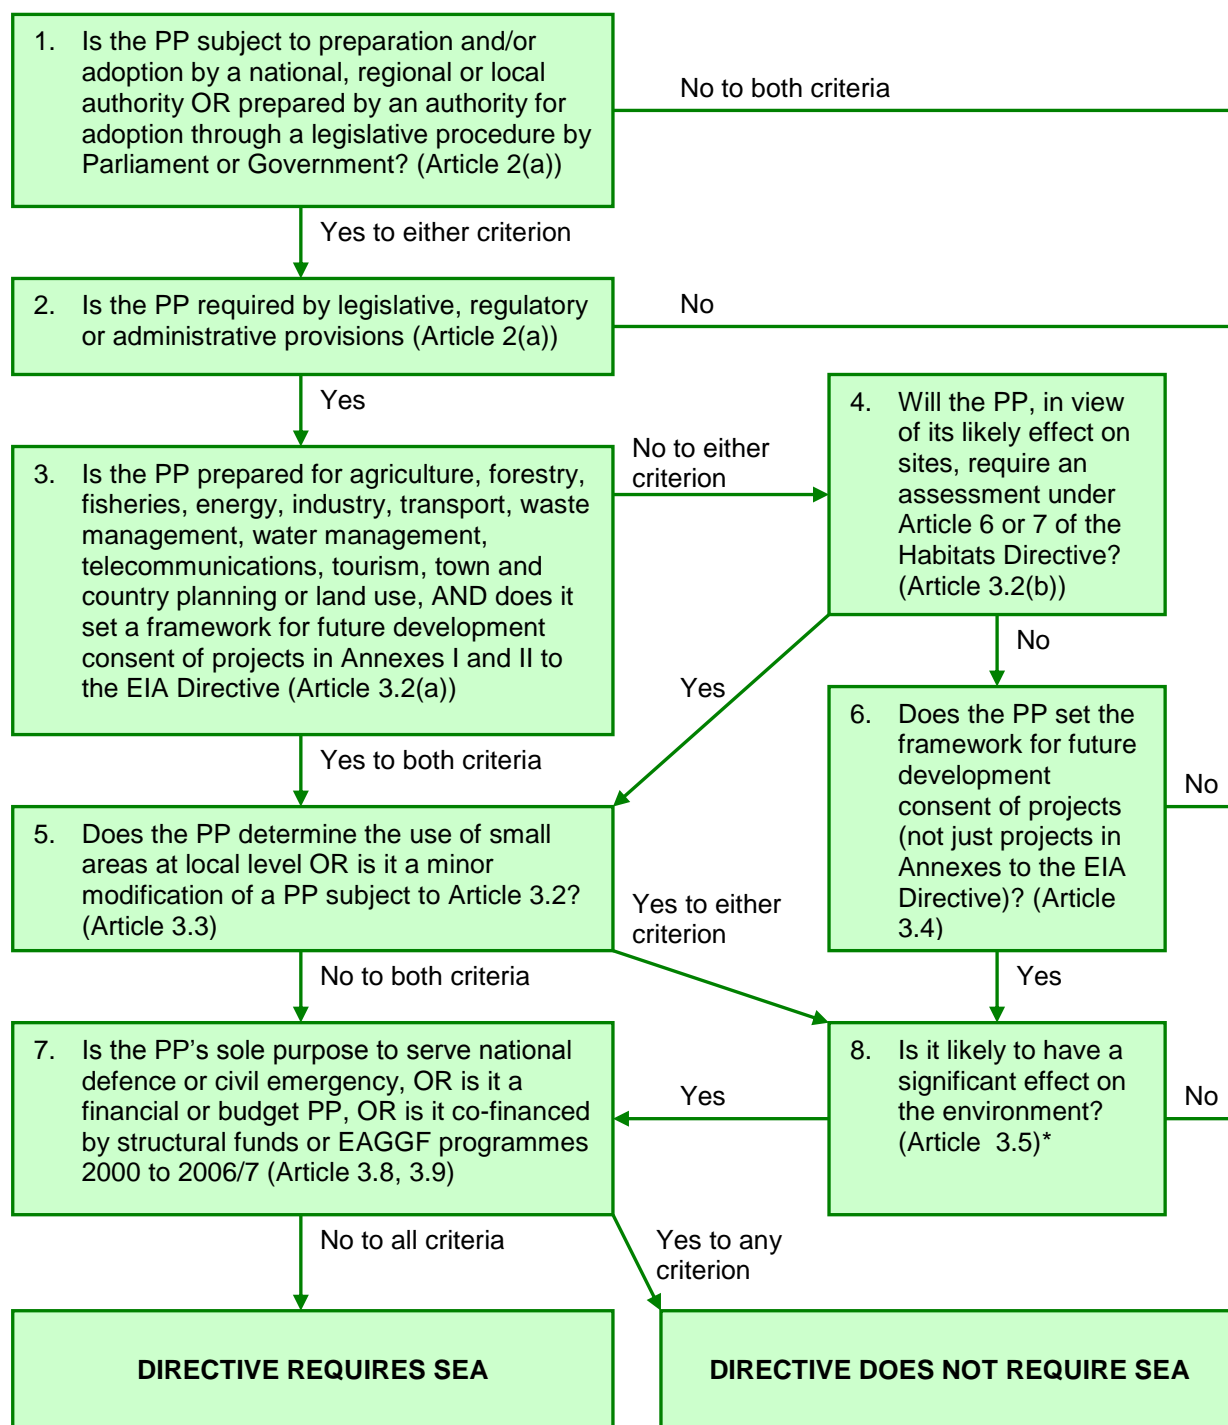 1. Is the PP subject to preparation and/or
adoption by a national, regional or local
authority OR prepared by an authority for
adoption through a legislative procedure by
Parliament or Government? (Article 2(a))
No to both criteria
Yes to either criterion
2. Is the PP required by legislative, regulatory
or administrative provisions (Article 2(a))
No
Yes
3. Is the PP prepared for agriculture, forestry,
fisheries, energy, industry, transport, waste
management, water management,
telecommunications, tourism, town and
country planning or land use, AND does it
set a framework for future development
consent of projects in Annexes I and II to
the EIA Directive (Article 3.2(a))
No to either
criterion
4. Will the PP, in view
of its likely effect on
sites, require an
assessment under
Article 6 or 7 of the
Habitats Directive?
(Article 3.2(b))
Yes
No
Yes to both criteria
6. Does the PP set the
framework for future
development
consent of projects
(not just projects in
Annexes to the EIA
Directive)? (Article
3.4)
No
5. Does the PP determine the use of small
areas at local level OR is it a minor
modification of a PP subject to Article 3.2?
(Article 3.3)
Yes to either
criterion
No to both criteria
Yes
7. Is the PP’s sole purpose to serve national
defence or civil emergency, OR is it a
financial or budget PP, OR is it co-financed
by structural funds or EAGGF programmes
2000 to 2006/7 (Article 3.8, 3.9)
Yes
8. Is it likely to have a
significant effect on
the environment?
(Article 3.5)*
No
No to all criteria
Yes to any
criterion
DIRECTIVE REQUIRES SEA
DIRECTIVE DOES NOT REQUIRE SEA